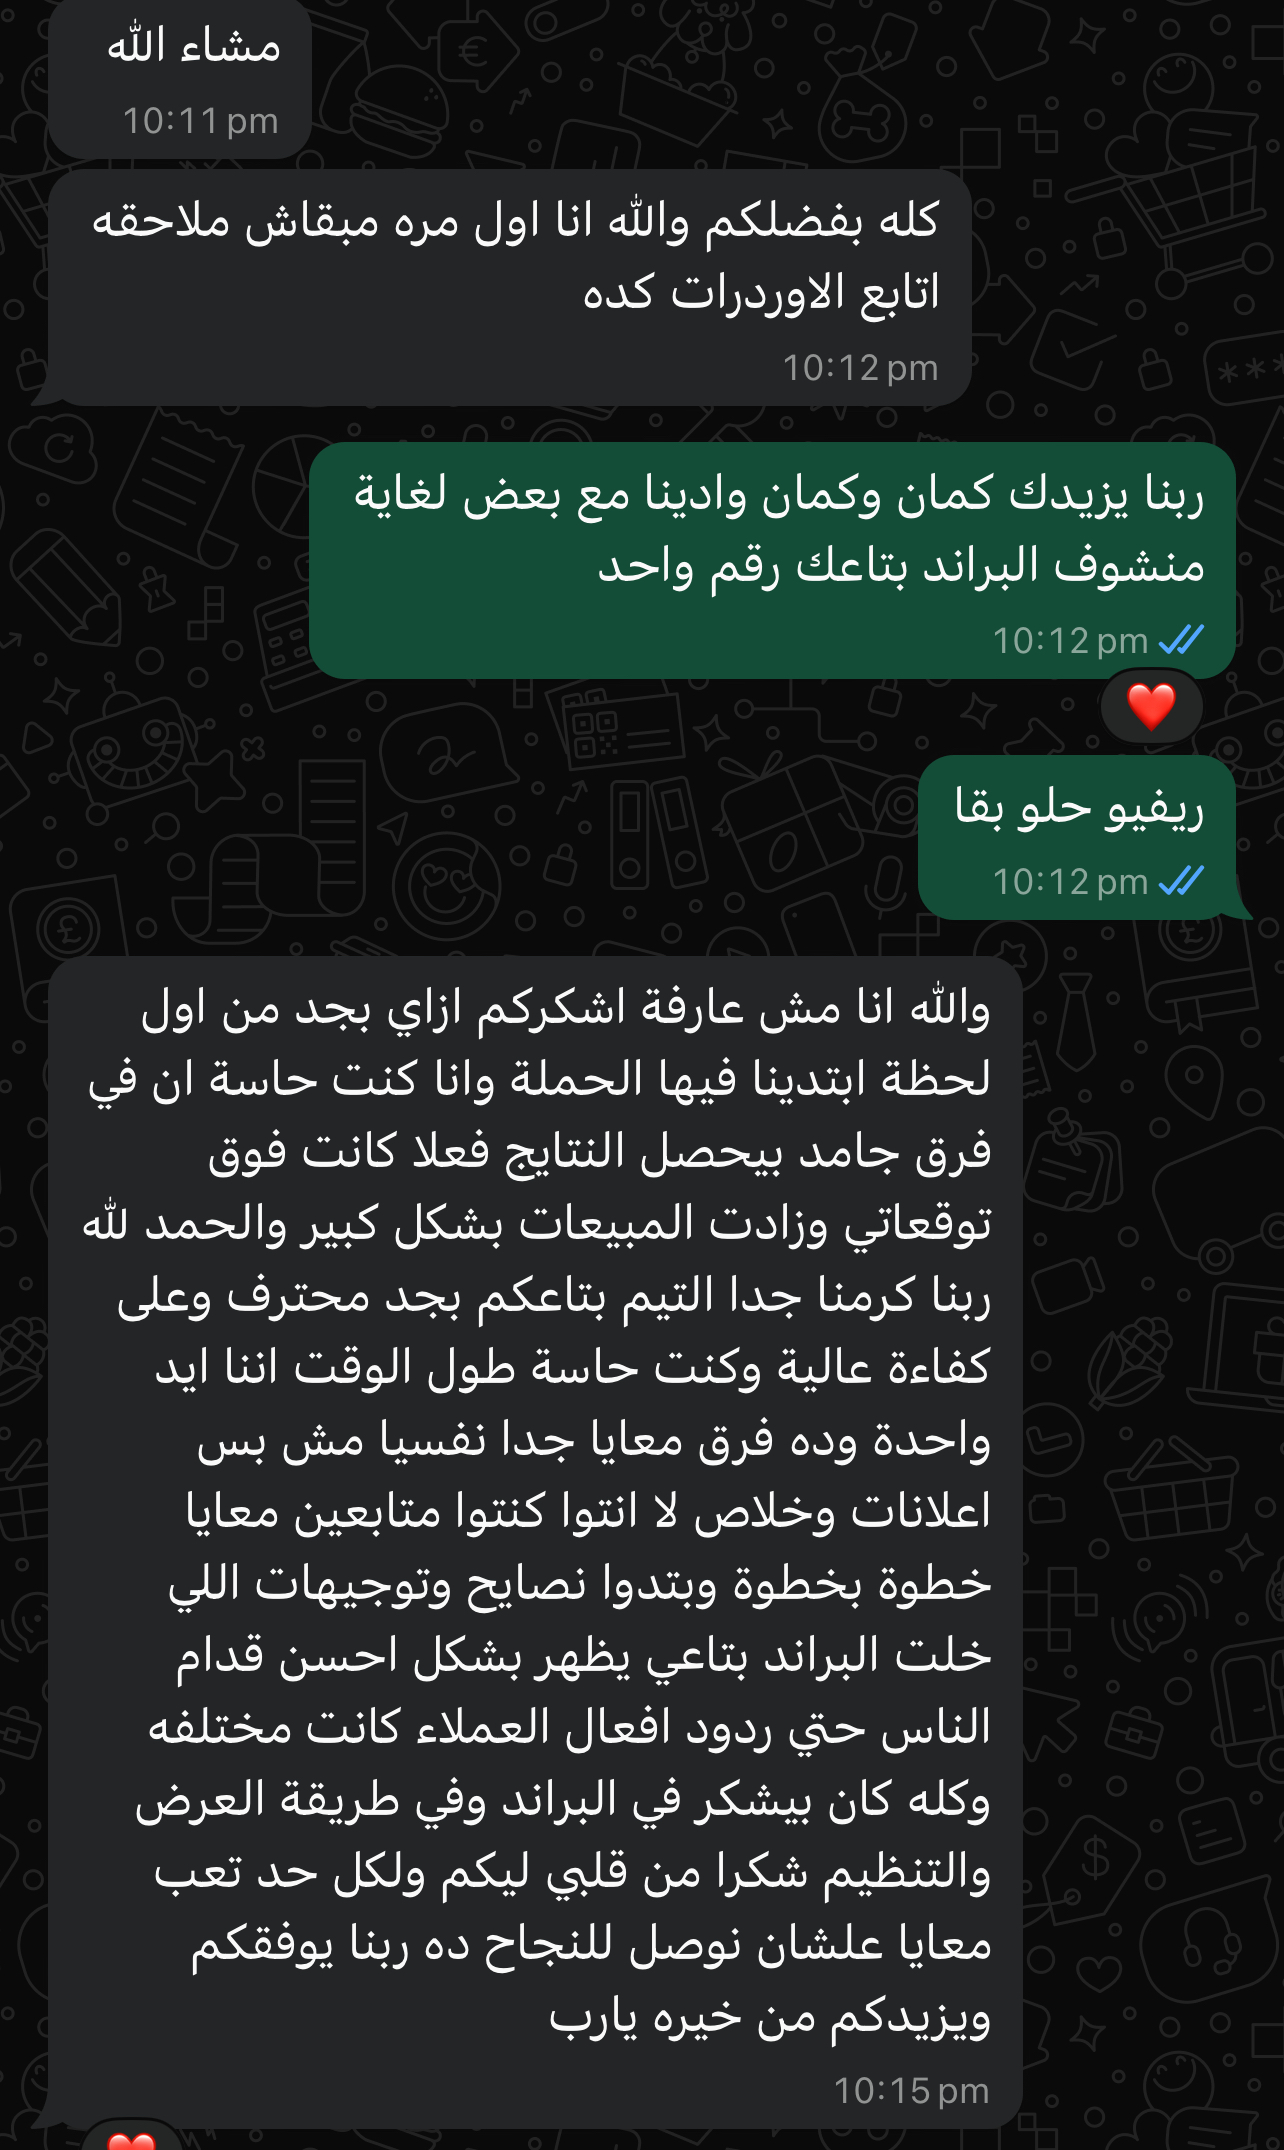 مشاء الله
10:11 pm
كله بفضلكم والله انا اول مره مبقاش ملاحقه
اتابع الاوردرات كده
10:12 pm
ربنا يزيدك كمان وكمان وادينا مع بعض لغاية
منشوف البراند بتاعك رقم واحد
10:12 pm
ريفيو حلو بقا
10:12 pm
والله انا مش عارفة اشكركم ازاي بجد من اول
لحظة ابتدينا فيها الحملة وانا كنت حاسة ان في
فرق جامد بيحصل النتايج فعلا كانت فوق
توقعاتي وزادت المبيعات بشكل كبير والحمد لله
ربنا كرمنا جدا التيم بتاعكم بجد محترف وعلى
كفاءة عالية وكنت حاسة طول الوقت اننا ايد
واحدة وده فرق معايا جدا نفسيا مش بس
اعلانات وخلاص لا انتوا كنتوا متابعين معايا
خطوة بخطوة وبتدوا نصايح وتوجيهات اللي
خلت البراند بتاعي يظهر بشكل احسن قدام
الناس حتي ردود افعال العملاء كانت مختلفه
وكله كان بيشكر في البراند وفي طريقة العرض
والتنظيم شكرا من قلبي ليكم ولكل حد تعب
معايا علشان نوصل للنجاح ده ربنا يوفقكم
ويزيدكم من خيره يارب
10:15 pm